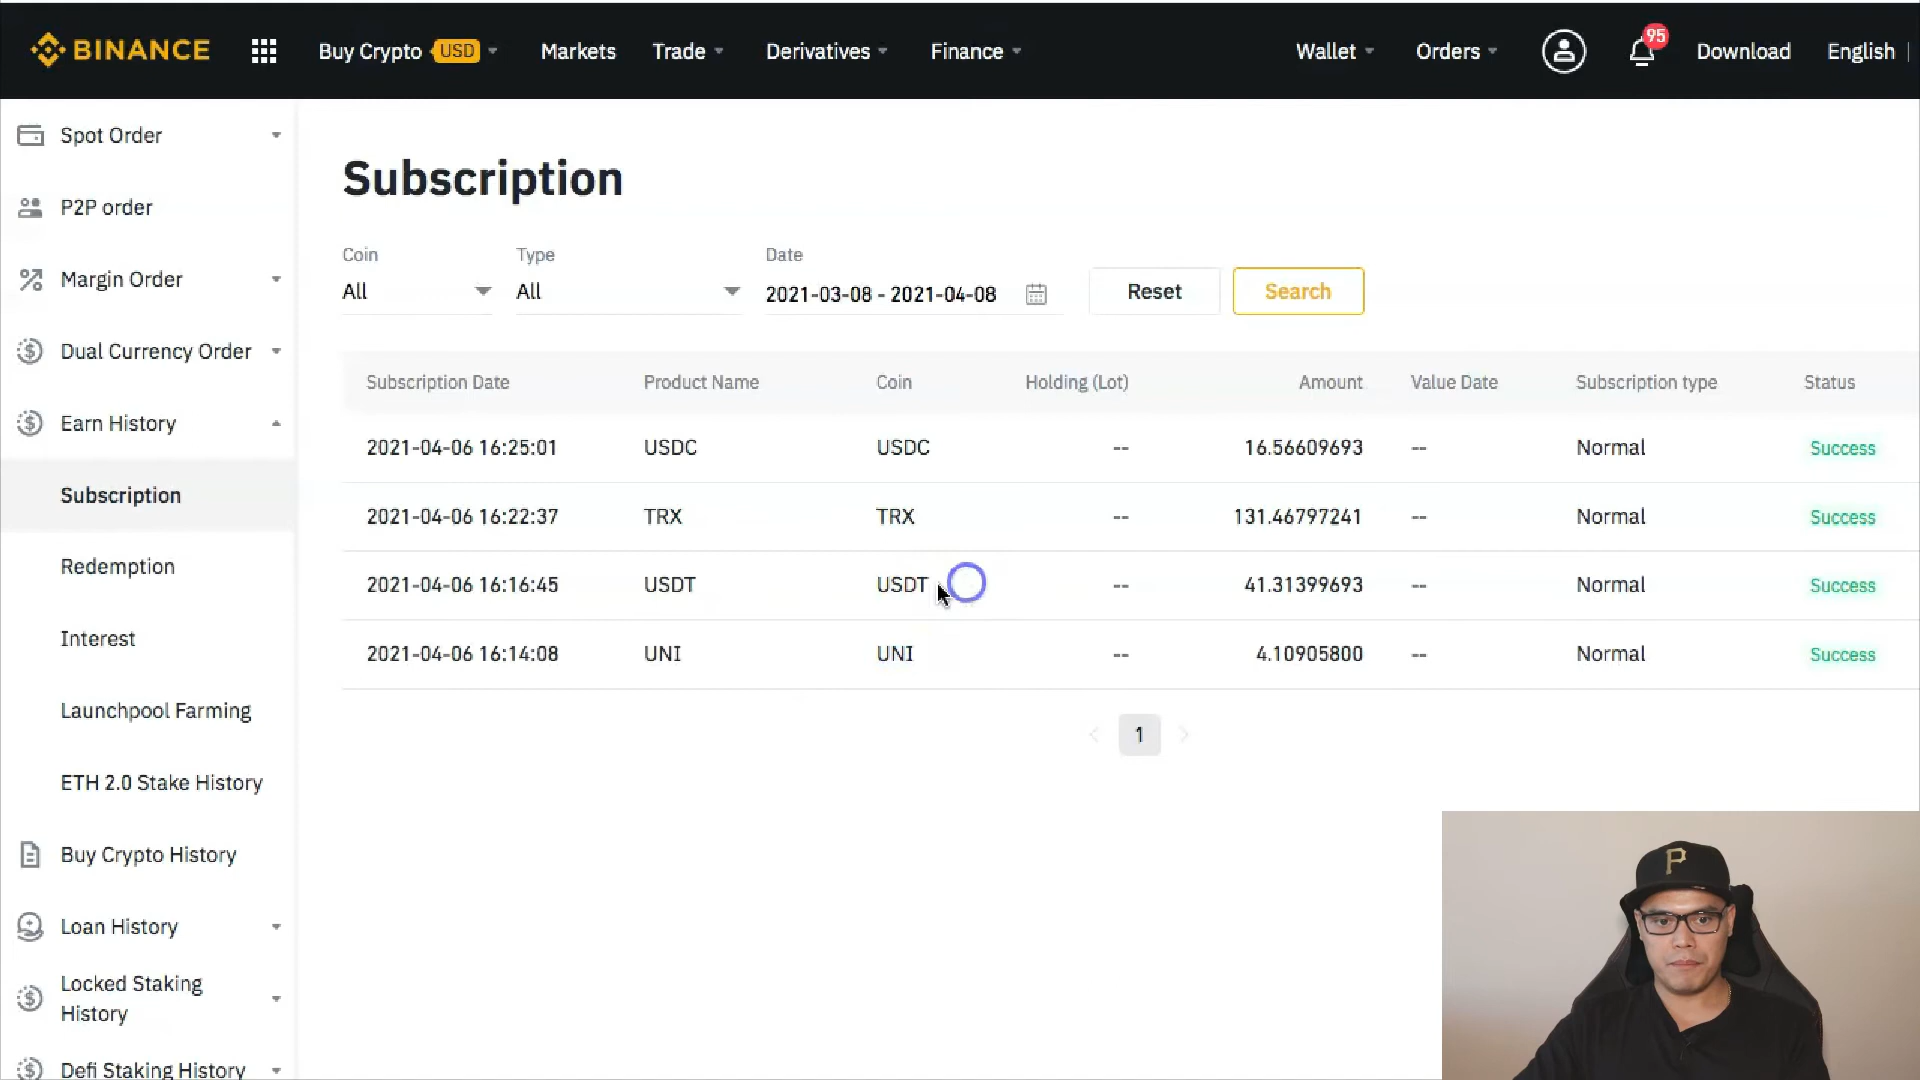 BINANCE Buy Crypto USD Markets Trade Derivatives Finance Wallet Orders 95 Download English
Spot Order
P2P order
Margin Order
Dual Currency Order
Earn History
Subscription
Redemption
Interest
Launchpool Farming
ETH 2.0 Stake History
Buy Crypto History
Loan History
Locked Staking
History
Defi Staking History
Subscription
Coin Type Date
All All 2021-03-08 - 2021-04-08 Reset Search
Subscription Date Product Name Coin Holding (Lot) Amount Value Date Subscription type Status
2021-04-06 16:25:01 USDC USDC -- 16.56609693 -- Normal Success
2021-04-06 16:22:37 TRX TRX -- 131.46797241 -- Normal Success
2021-04-06 16:16:45 USDT USDT -- 41.31399693 -- Normal Success
2021-04-06 16:14:08 UNI UNI -- 4.10905800 -- Normal Success
< 1 >
P